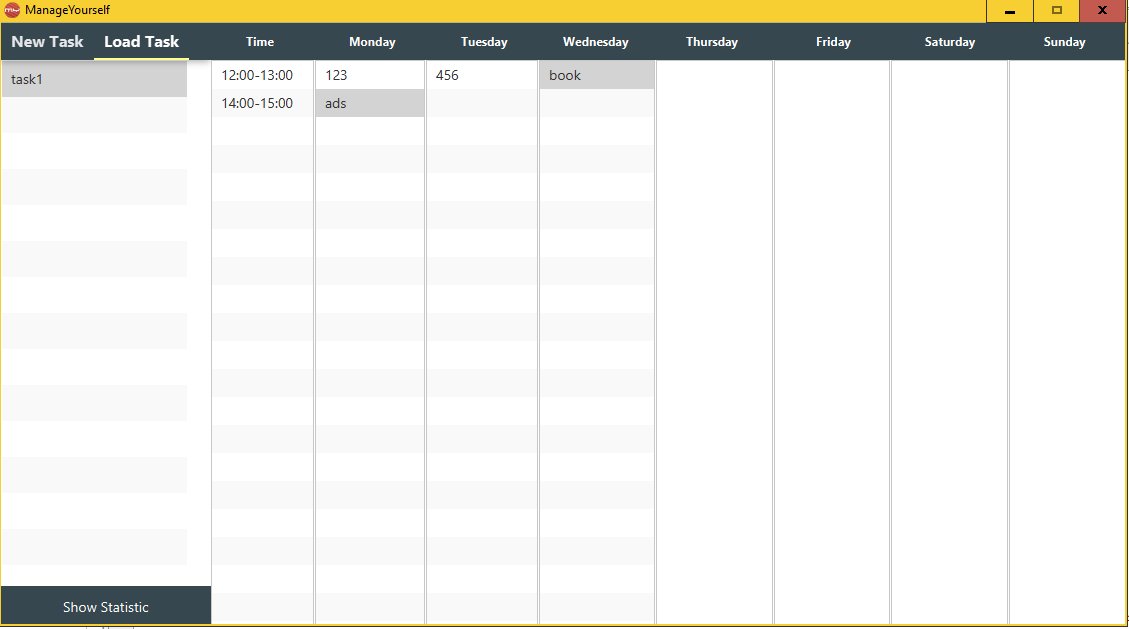 ManageYourself
New Task Load Task Time Monday Tuesday Wednesday Thursday Friday Saturday Sunday
task1 12:00-13:00 123 456 book
14:00-15:00 ads
Show Statistic